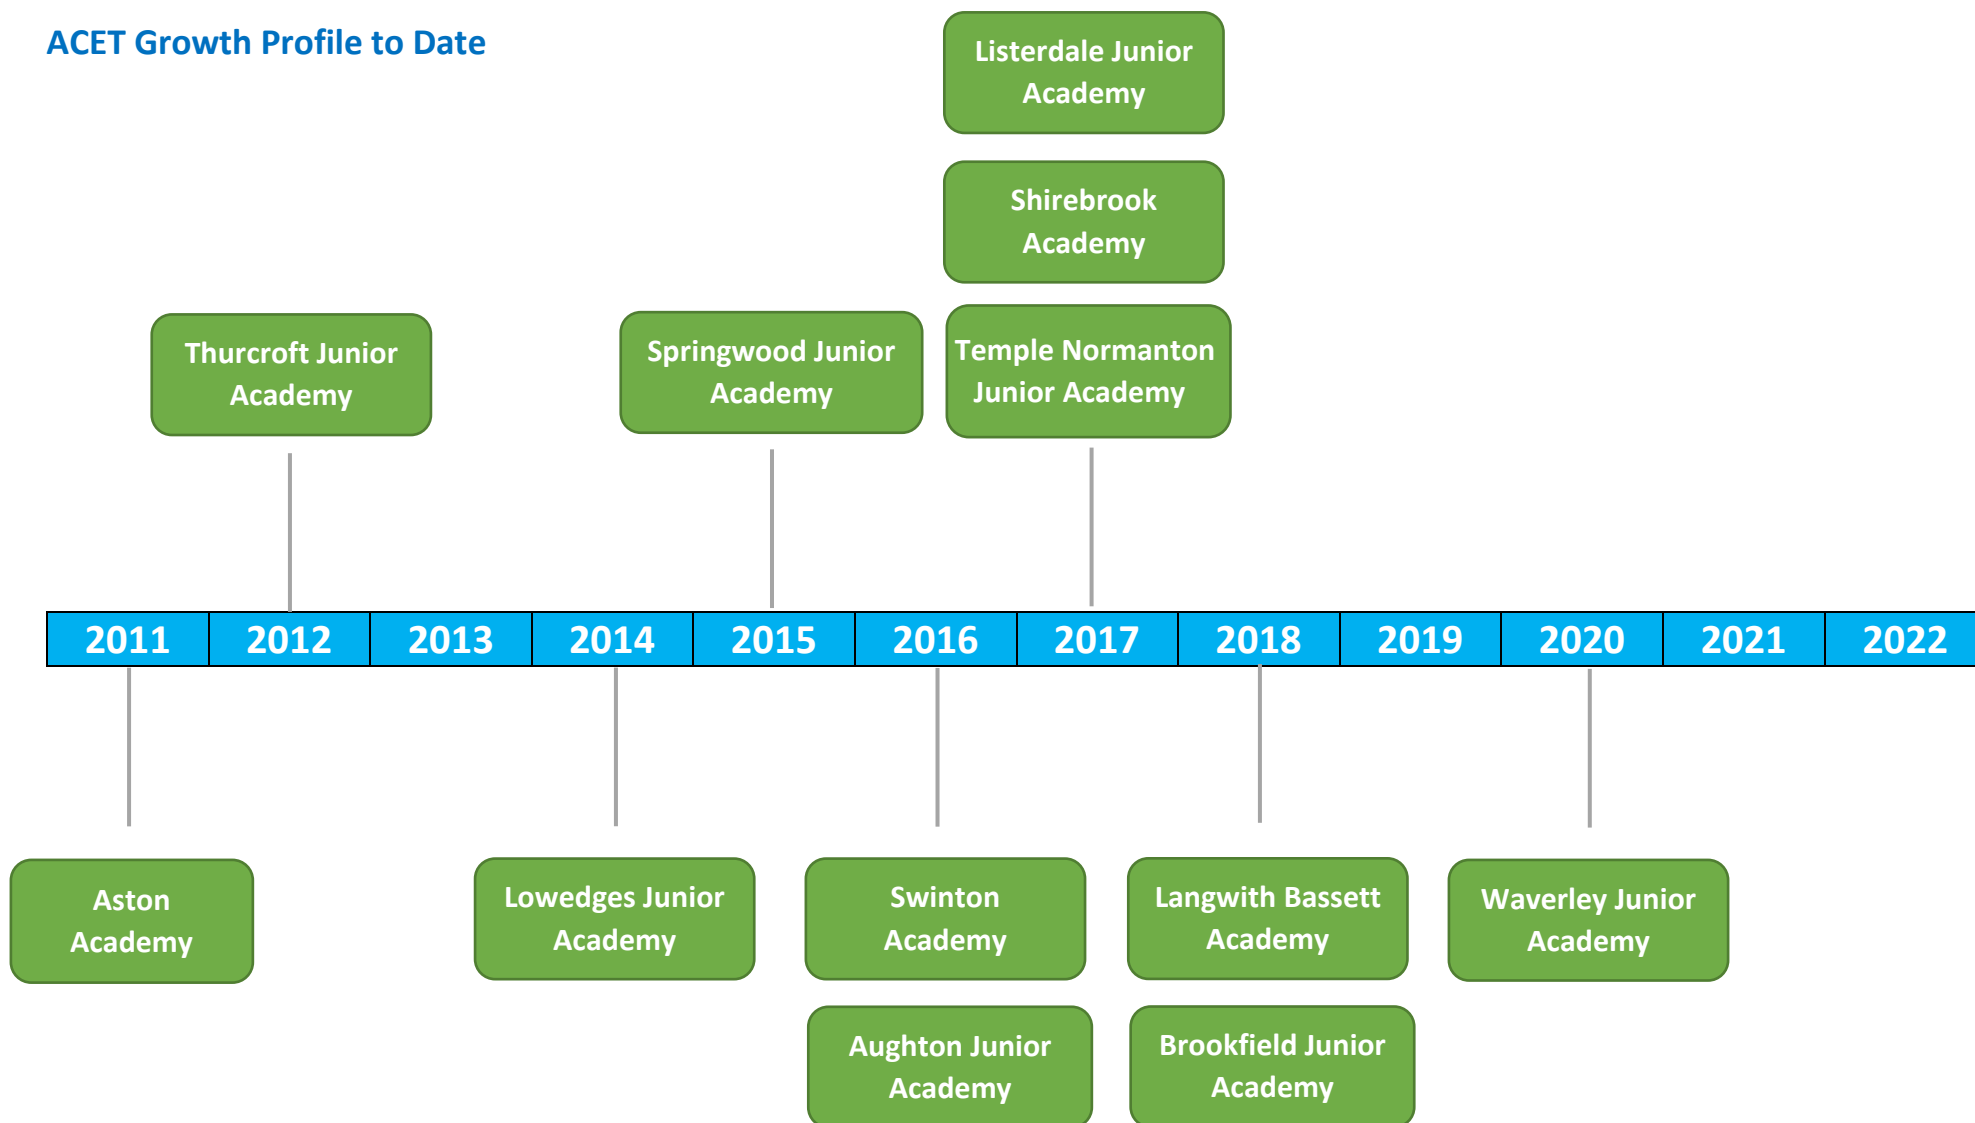 ACET Growth Profile to Date
Listerdale Junior
Academy
Shirebrook
Academy
Thurcroft Junior
Academy
Springwood Junior
Academy
Temple Normanton
Junior Academy
2011 2012 2013 2014 2015 2016 2017 2018 2019 2020 2021 2022
Aston
Academy
Lowedges Junior
Academy
Swinton
Academy
Langwith Bassett
Academy
Waverley Junior
Academy
Aughton Junior
Academy
Brookfield Junior
Academy